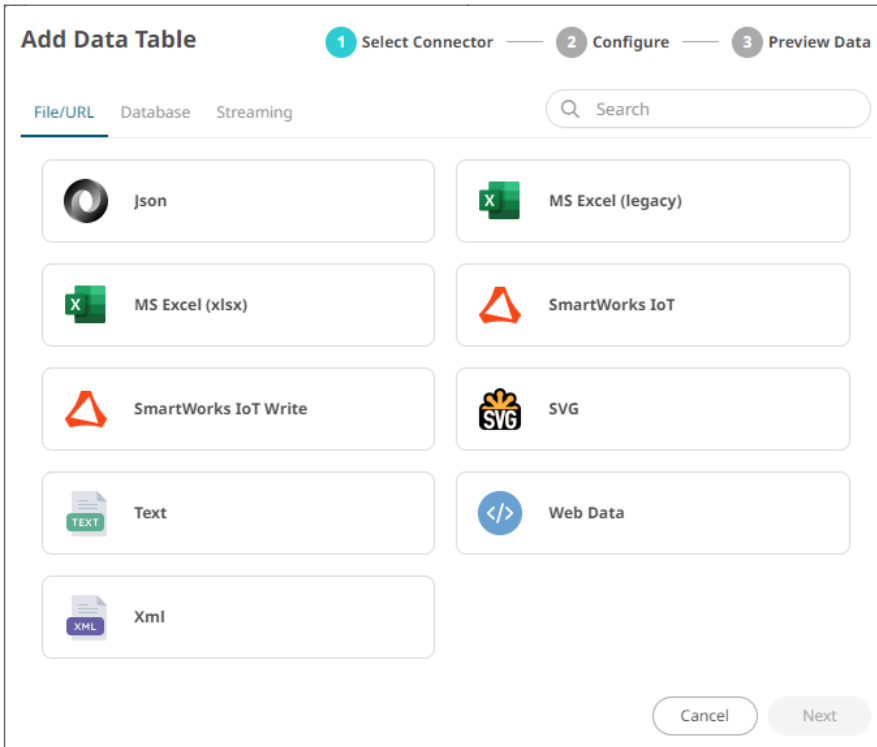 Add Data Table
1 Select Connector 2 Configure 3 Preview Data
File/URL Database Streaming Search
Json
X MS Excel (legacy)
X MS Excel (xlsx)
SmartWorks IoT
SmartWorks IoT Write
SVG SVG
TEXT Text
</> Web Data
XML Xml
Cancel Next